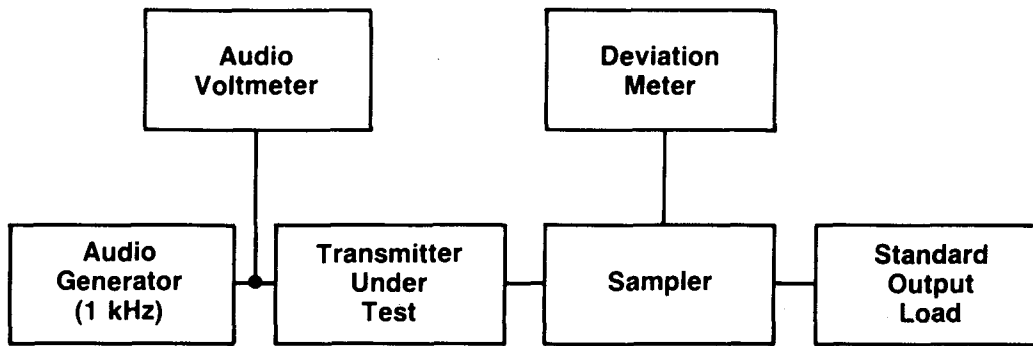 Audio
Voltmeter
Deviation
Meter
Audio
Generator
(1 kHz)
Transmitter
Under
Test
Sampler
Standard
Output
Load